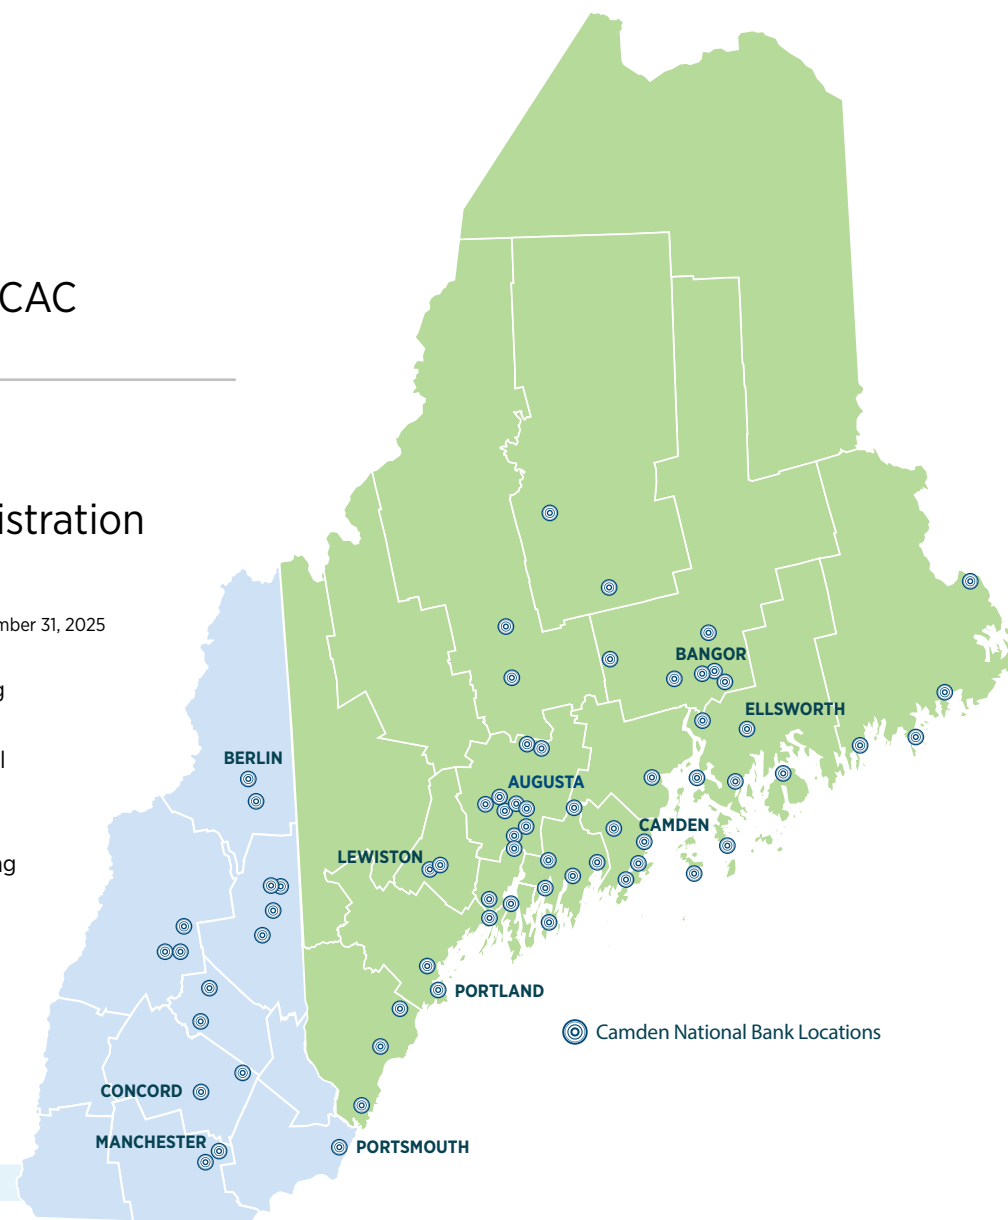 CAC
istration
mber 31, 2025
g
l
ng
BANGOR
ELLSWORTH
BERLIN
AUGUSTA
CAMDEN
LEWISTON
PORTLAND
Camden National Bank Locations
CONCORD
MANCHESTER
PORTSMOUTH